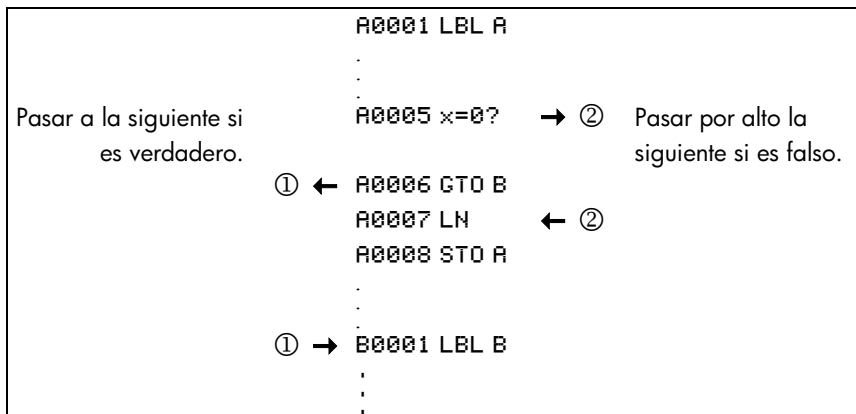 A0001 LBL A
.
.
.
Pasar a la siguiente si es verdadero.
A0005 x=0? → ② Pasar por alto la siguiente si es falso.
① ← A0006 GTO B
A0007 LN ← ②
A0008 STO A
.
.
.
① → B0001 LBL B
.
.
.